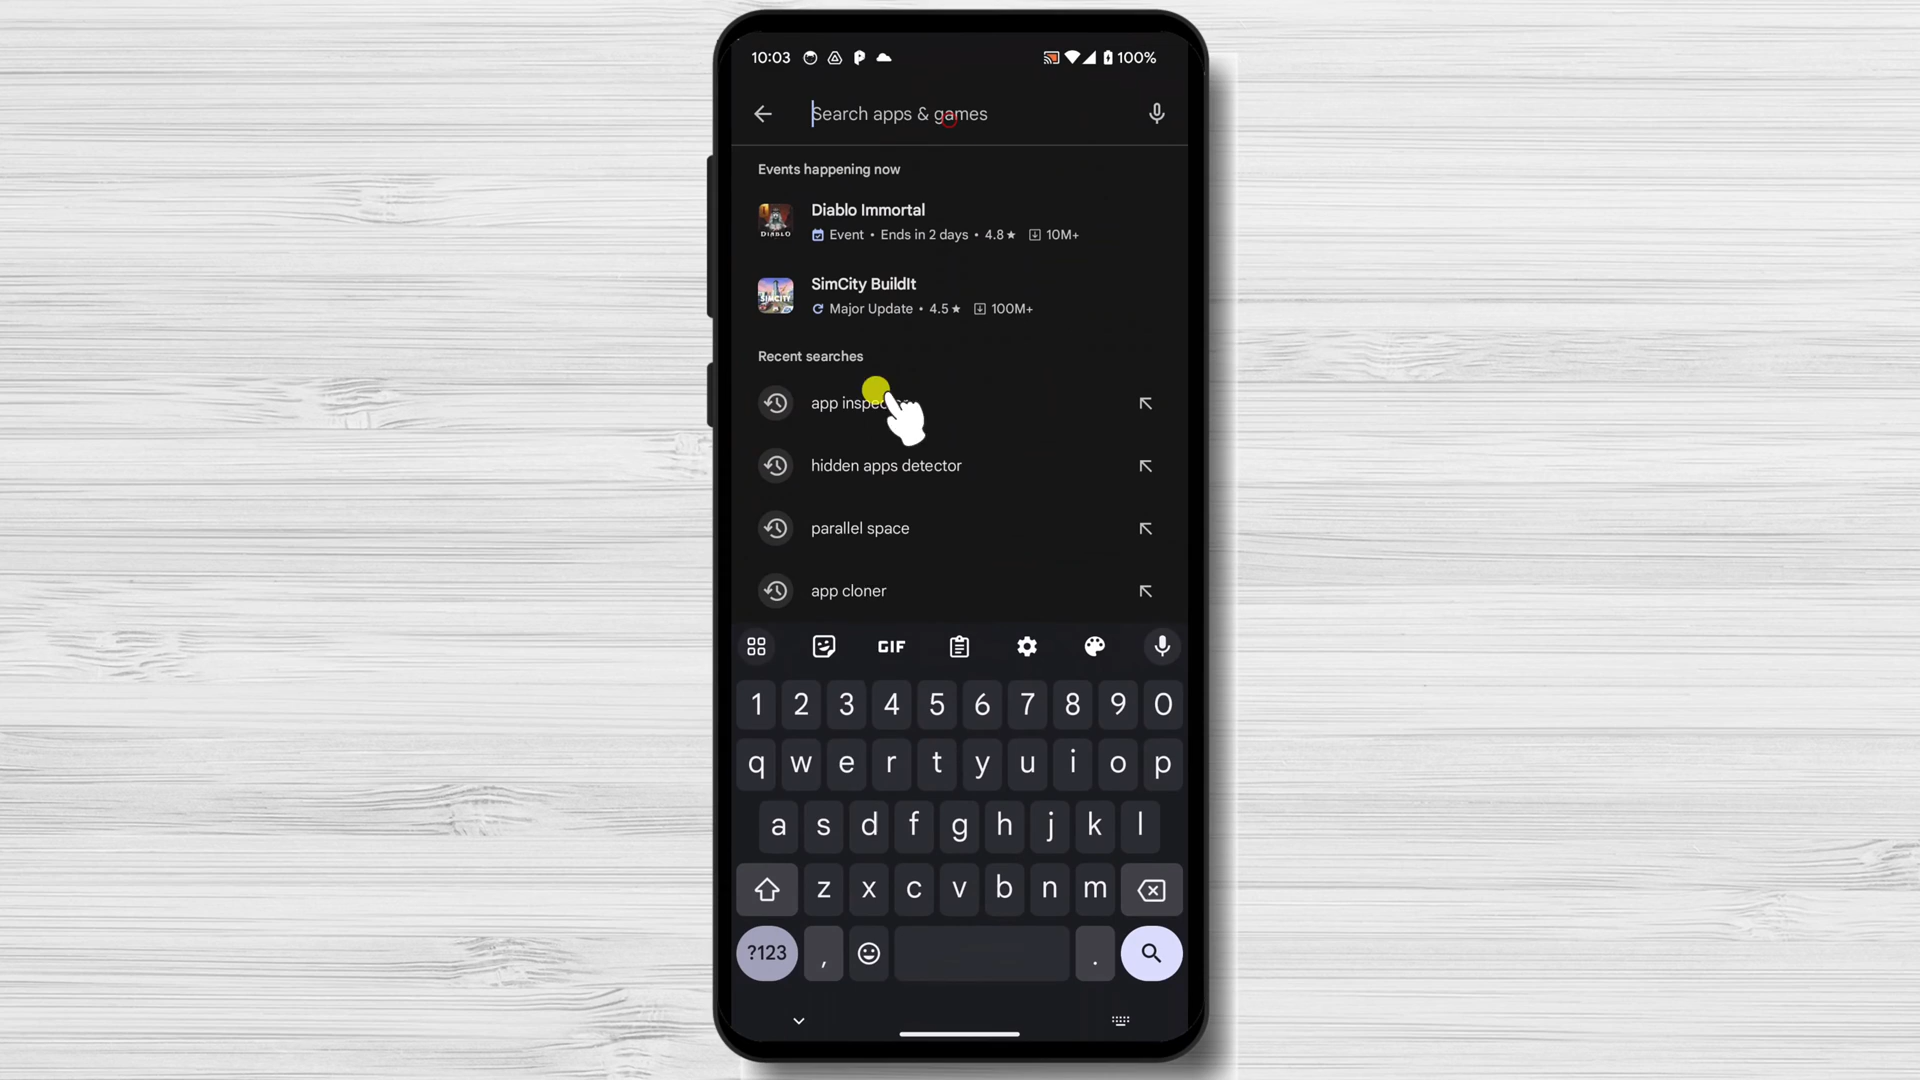 10:03 100%
Search apps & games
Events happening now
Diablo Immortal
Event • Ends in 2 days • 4.8★ 10M+
SimCity BuildIt
Major Update • 4.5★ 100M+
Recent searches
app
hidden apps detector
parallel space
app cloner
GIF
1 2 3 4 5 6 7 8 9 0
q w e r t y u i o p
a s d f g h j k l
z x c v b n m
?123 , .